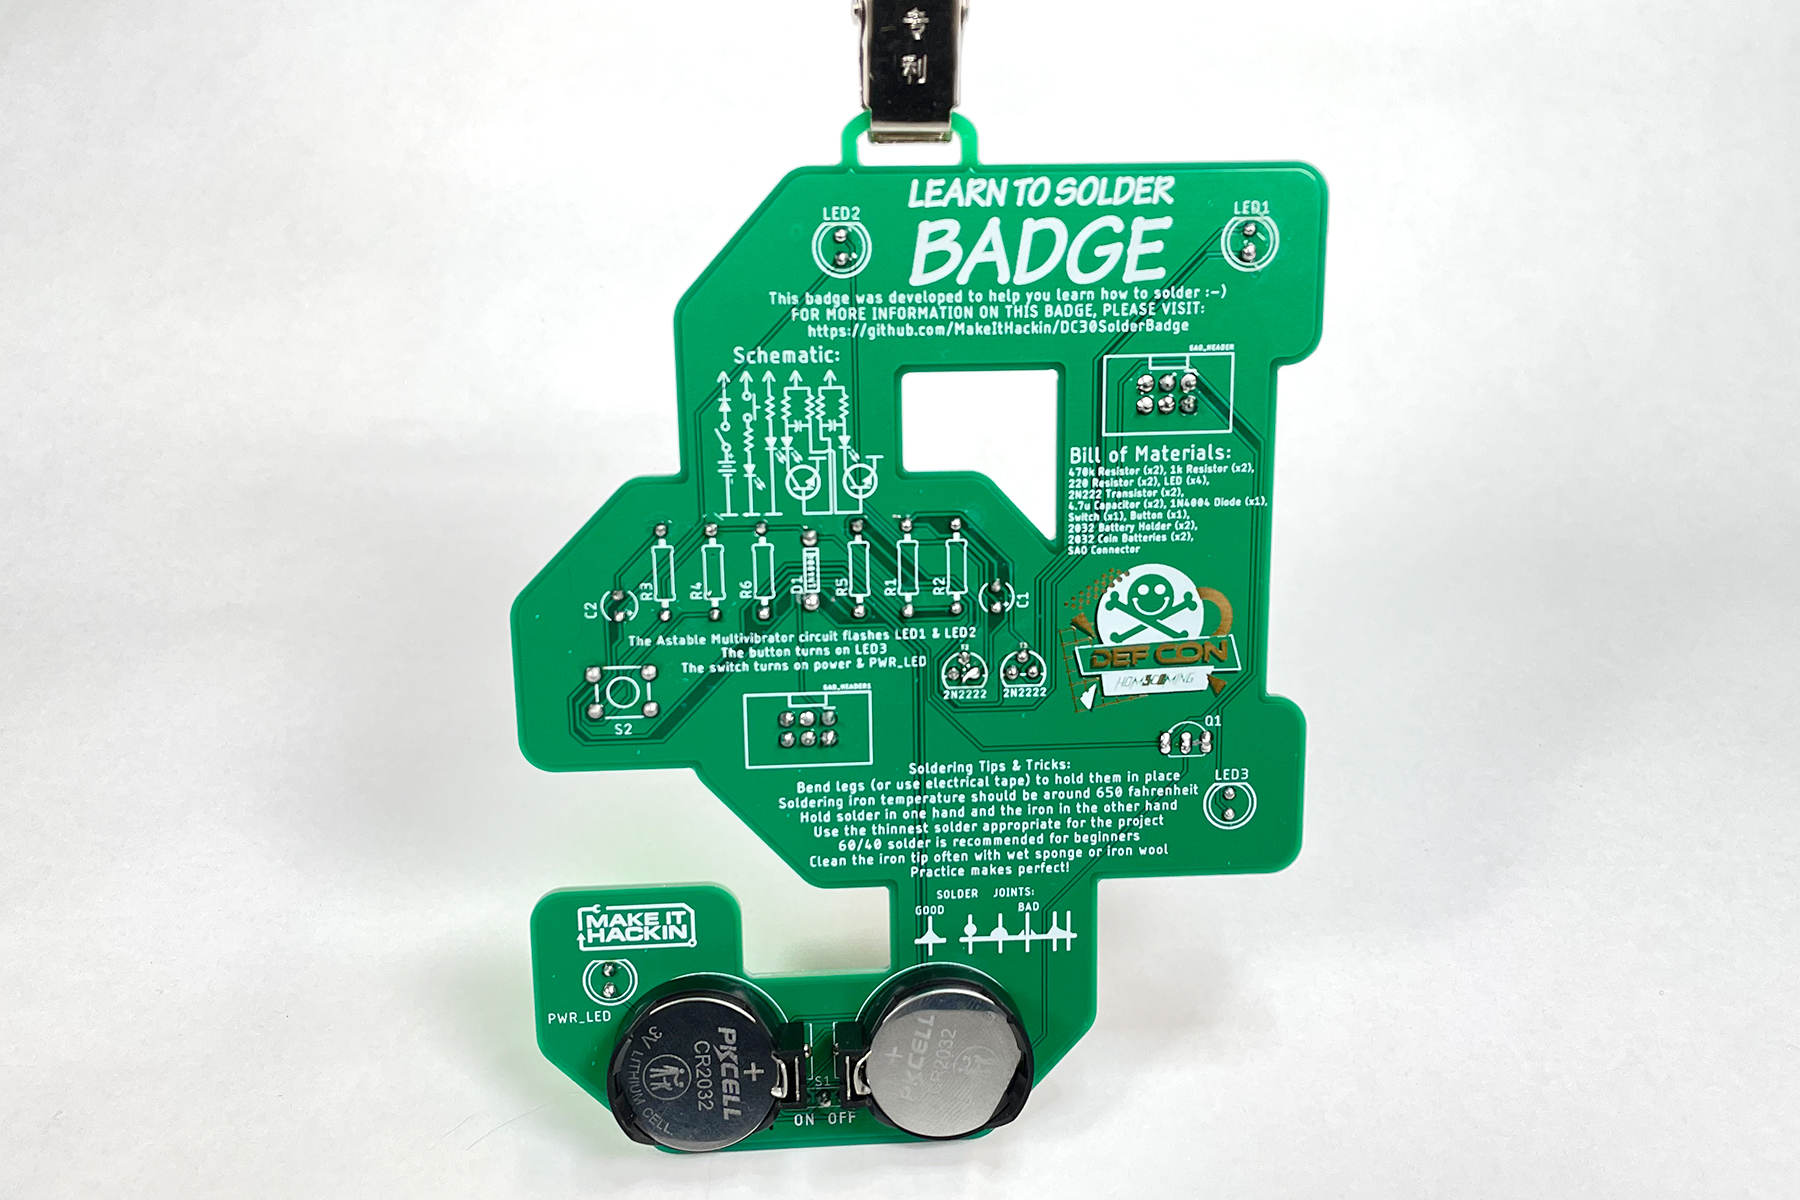 专
利
LEARN TO SOLDER
BADGE
LED2
LED1
This badge was developed to help you learn how to solder :-)
FOR MORE INFORMATION ON THIS BADGE, PLEASE VISIT:
https://github.com/MakeItHackin/DC30SolderBadge
Schematic:
SAO_HEADER
Bill of Materials:
470k Resistor (x2), 1k Resistor (x2),
220 Resistor (x2), LED (x4),
2N222 Transistor (x2),
4.7u Capacitor (x2), 1N4004 Diode (x1),
Switch (x1), Button (x1),
2032 Battery Holder (x2),
2032 Coin Batteries (x2),
SAO Connector
C2
R3
R4
R6
D1
1N4004
R5
R1
R2
C1
The Astable Multivibrator circuit flashes LED1 & LED2
The button turns on LED3
The switch turns on power & PWR_LED
DEF CON
HOMECOMING
2N2222
2N2222
S2
SAO_HEADER1
Q1
LED3
Soldering Tips & Tricks:
Bend legs (or use electrical tape) to hold them in place
Soldering iron temperature should be around 650 fahrenheit
Hold solder in one hand and the iron in the other hand
Use the thinnest solder appropriate for the project
60/40 solder is recommended for beginners
Clean the iron tip often with wet sponge or iron wool
Practice makes perfect!
SOLDER JOINTS:
GOOD BAD
MAKE IT
HACKIN
PWR_LED
+
PKCELL
CR2032
3V LITHIUM CELL
+
PKCELL
CR2032
S1
ON OFF